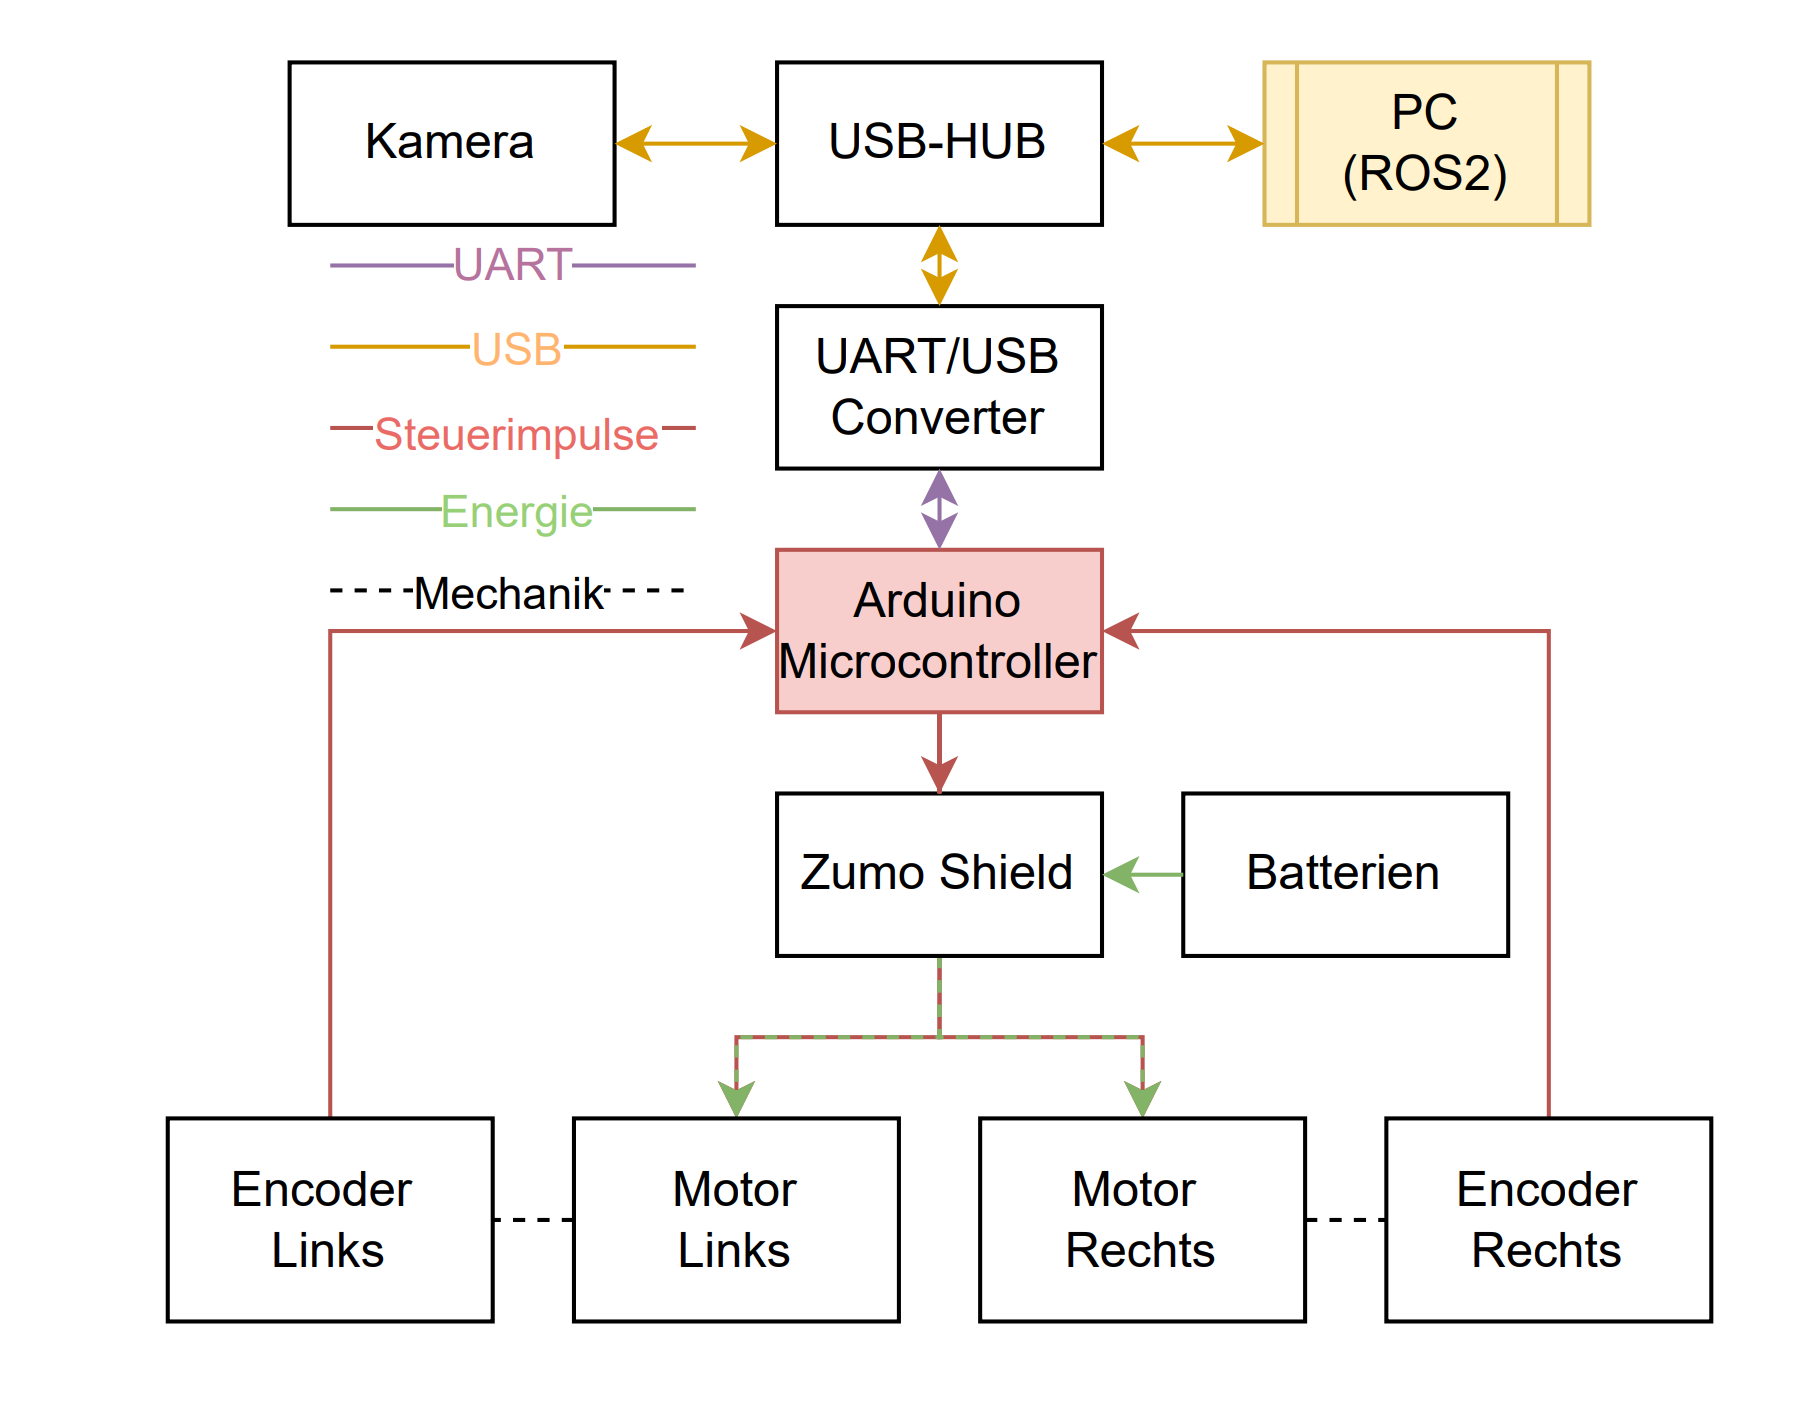 Kamera
USB-HUB
PC
(ROS2)
UART
USB
Steuerimpulse
Energie
Mechanik
UART/USB
Converter
Arduino
Microcontroller
Zumo Shield
Batterien
Encoder
Links
Motor
Links
Motor
Rechts
Encoder
Rechts